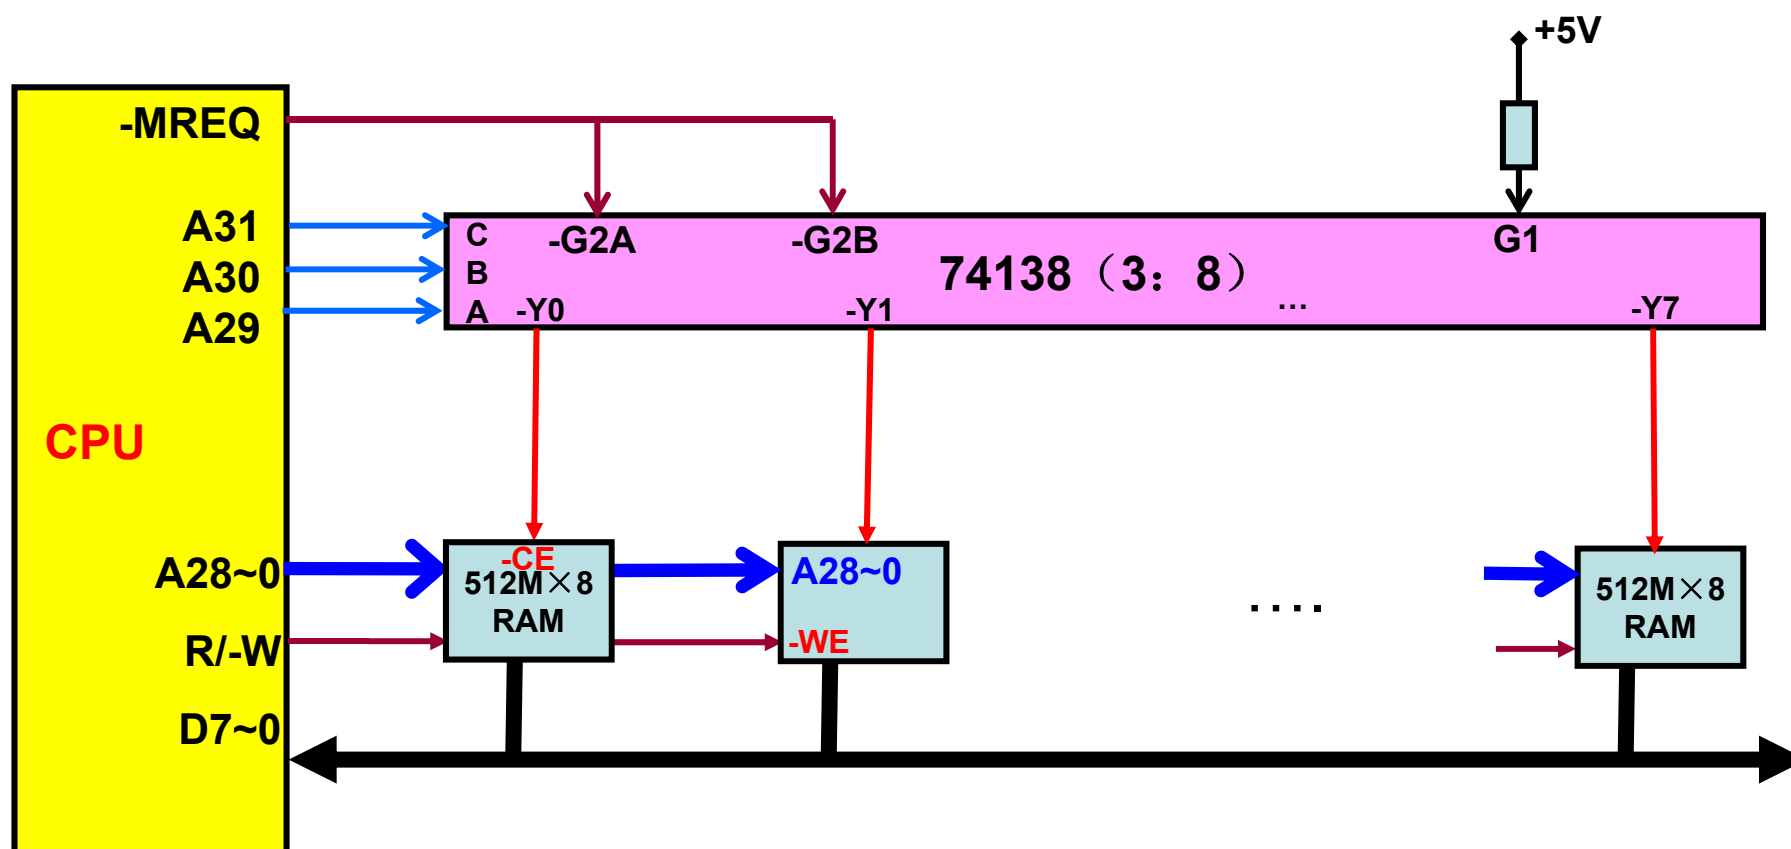 +5V
-MREQ
A31
A30
A29
C
B
A
-G2A
-G2B
G1
74138（3：8）
-Y0
-Y1
...
-Y7
CPU
A28~0
R/-W
D7~0
-CE
512M×8
RAM
A28~0
-WE
....
512M×8
RAM